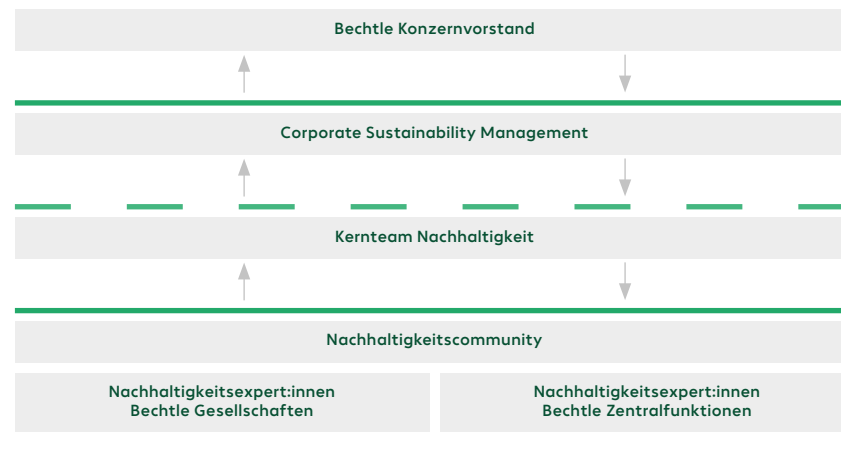 Bechtle Konzernvorstand
Corporate Sustainability Management
Kernteam Nachhaltigkeit
Nachhaltigkeitscommunity
Nachhaltigkeitsexpert:innen
Bechtle Gesellschaften
Nachhaltigkeitsexpert:innen
Bechtle Zentralfunktionen